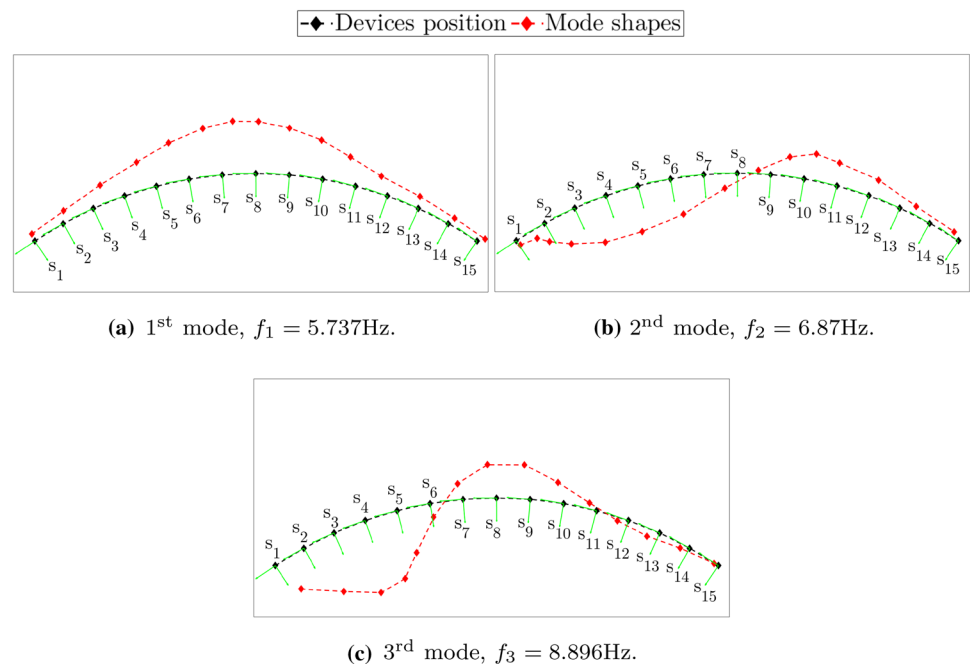 Devices position Mode shapes
s1 s2 s3 s4 s5 s6 s7 s8 s9 s10 s11 s12 s13 s14 s15
s1 s2 s3 s4 s5 s6 s7 s8 s9 s10 s11 s12 s13 s14 s15
(a) 1st mode, f1 = 5.737Hz.
(b) 2nd mode, f2 = 6.87Hz.
s1 s2 s3 s4 s5 s6 s7 s8 s9 s10 s11 s12 s13 s14 s15
(c) 3rd mode, f3 = 8.896Hz.